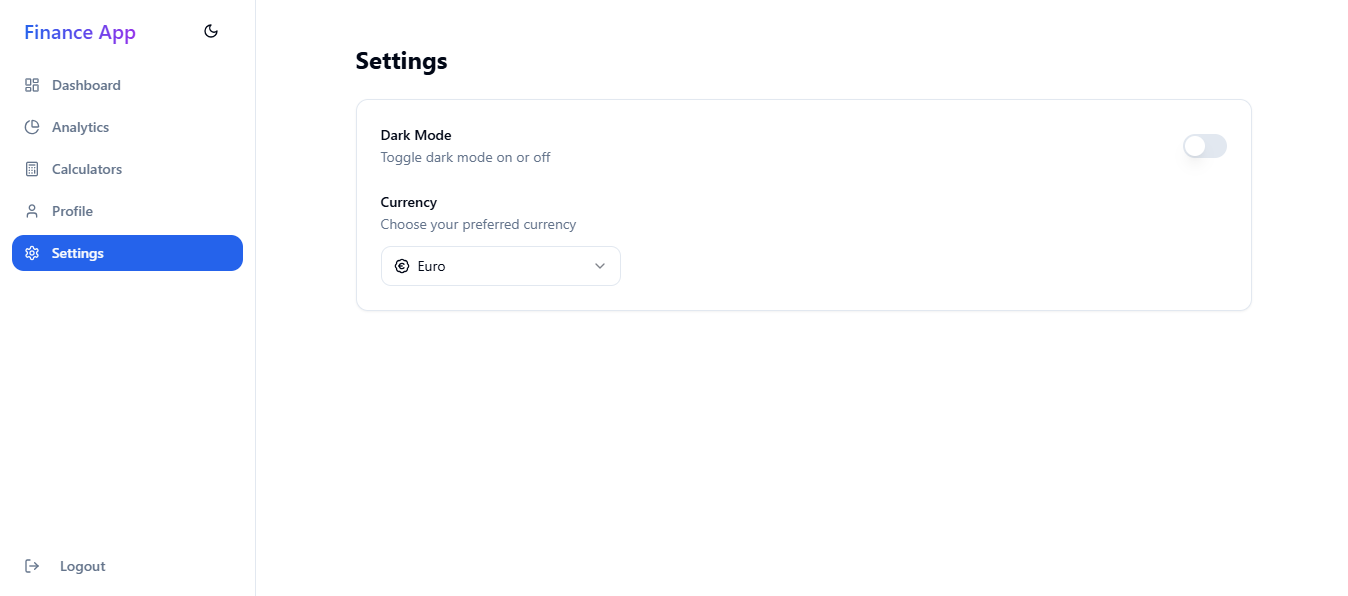 Finance App
Dashboard
Analytics
Calculators
Profile
Settings
Logout
Settings
Dark Mode
Toggle dark mode on or off
Currency
Choose your preferred currency
€ Euro